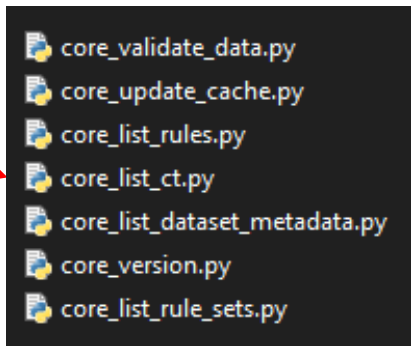 core_validate_data.py
core_update_cache.py
core_list_rules.py
core_list_ct.py
core_list_dataset_metadata.py
core_version.py
core_list_rule_sets.py